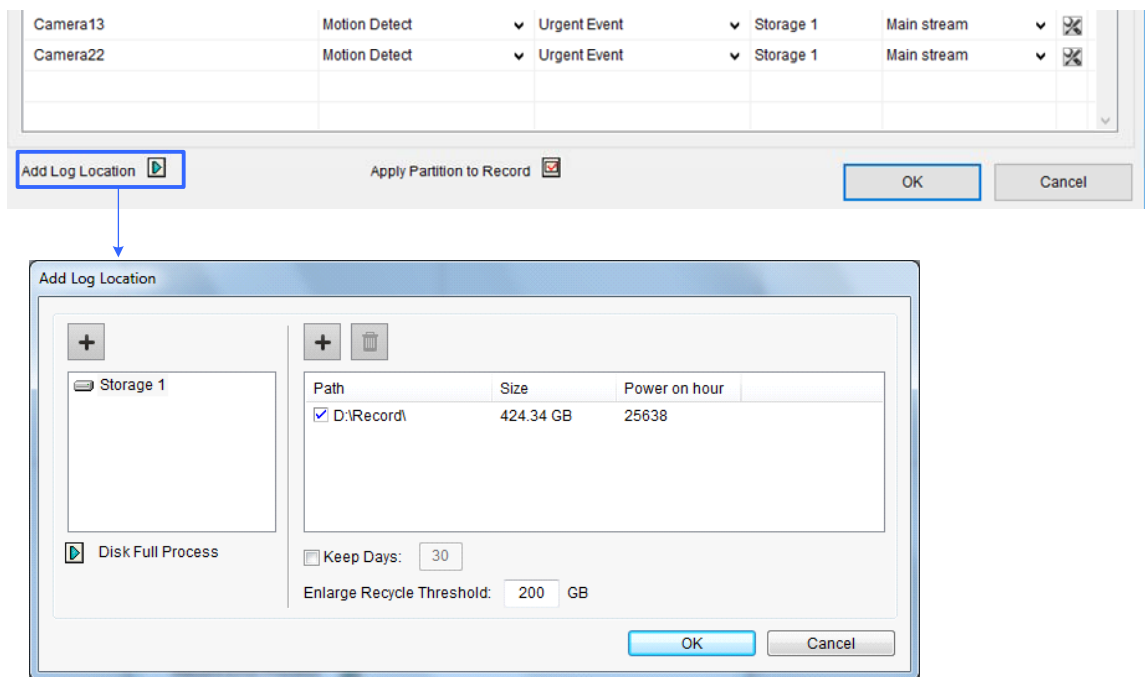 Camera13 Motion Detect Urgent Event Storage 1 Main stream
Camera22 Motion Detect Urgent Event Storage 1 Main stream
Add Log Location Apply Partition to Record OK Cancel
Add Log Location
Storage 1
Path Size Power on hour
D:\Record\ 424.34 GB 25638
Disk Full Process
Keep Days: 30
Enlarge Recycle Threshold: 200 GB
OK Cancel